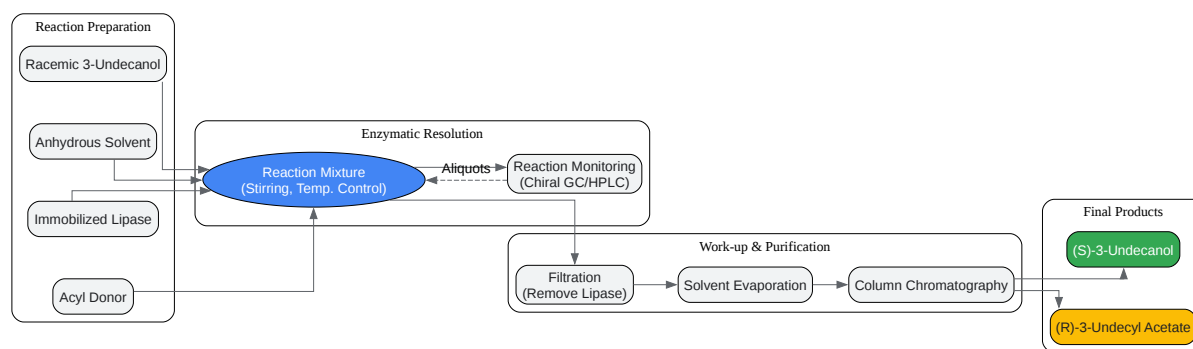 Reaction Preparation
Racemic 3-Undecanol
Anhydrous Solvent
Immobilized Lipase
Acyl Donor
Enzymatic Resolution
Reaction Mixture
(Stirring, Temp. Control)
Aliquots
Reaction Monitoring
(Chiral GC/HPLC)
Work-up & Purification
Filtration
(Remove Lipase)
Solvent Evaporation
Column Chromatography
Final Products
(S)-3-Undecanol
(R)-3-Undecyl Acetate